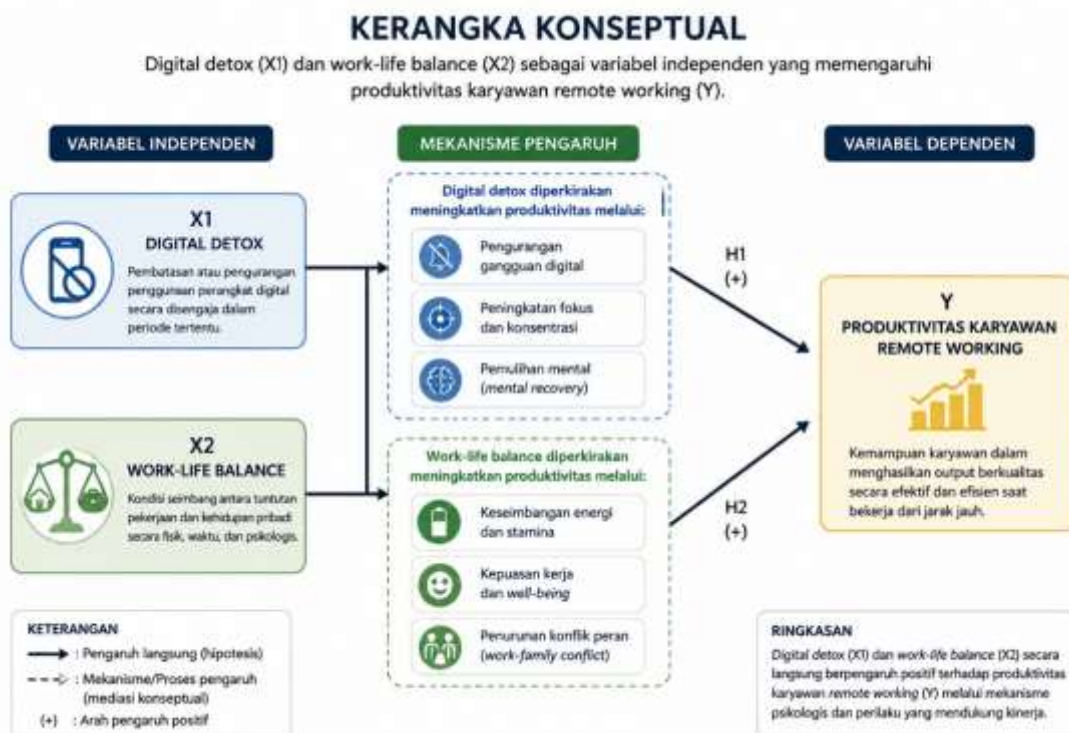 KERANGKA KONSEPTUAL
Digital detox (X1) dan work-life balance (X2) sebagai variabel independen yang memengaruhi
produktivitas karyawan remote working (Y).
VARIABEL INDEPENDEN
X1
DIGITAL DETOX
Pembatasan atau pengurangan
penggunaan perangkat digital
secara disengaja dalam
periode tertentu.
X2
WORK-LIFE BALANCE
Kondisi seimbang antara tuntutan
pekerjaan dan kehidupan pribadi
secara fisik, waktu, dan psikologis.
MEKANISME PENGARUH
Digital detox diperkirakan
meningkatkan produktivitas melalui:
Pengurangan
gangguan digital
Peningkatan fokus
dan konsentrasi
Pemulihan mental
(mental recovery)
Work-life balance diperkirakan
meningkatkan produktivitas melalui:
Keseimbangan energi
dan stamina
Kepuasan kerja
dan well-being
Penurunan konflik peran
(work-family conflict)
H1
(+)
H2
(+)
VARIABEL DEPENDEN
Y
PRODUKTIVITAS KARYAWAN
REMOTE WORKING
Kemampuan karyawan dalam
menghasilkan output berkualitas
secara efektif dan efisien saat
bekerja dari jarak jauh.
KETERANGAN
: Pengaruh langsung (hipotesis)
: Mekanisme/Proses pengaruh
(mediasi konseptual)
(+) : Arah pengaruh positif
RINGKASAN
Digital detox (X1) dan work-life balance (X2) secara
langsung berpengaruh positif terhadap produktivitas
karyawan remote working (Y) melalui mekanisme
psikologis dan perilaku yang mendukung kinerja.